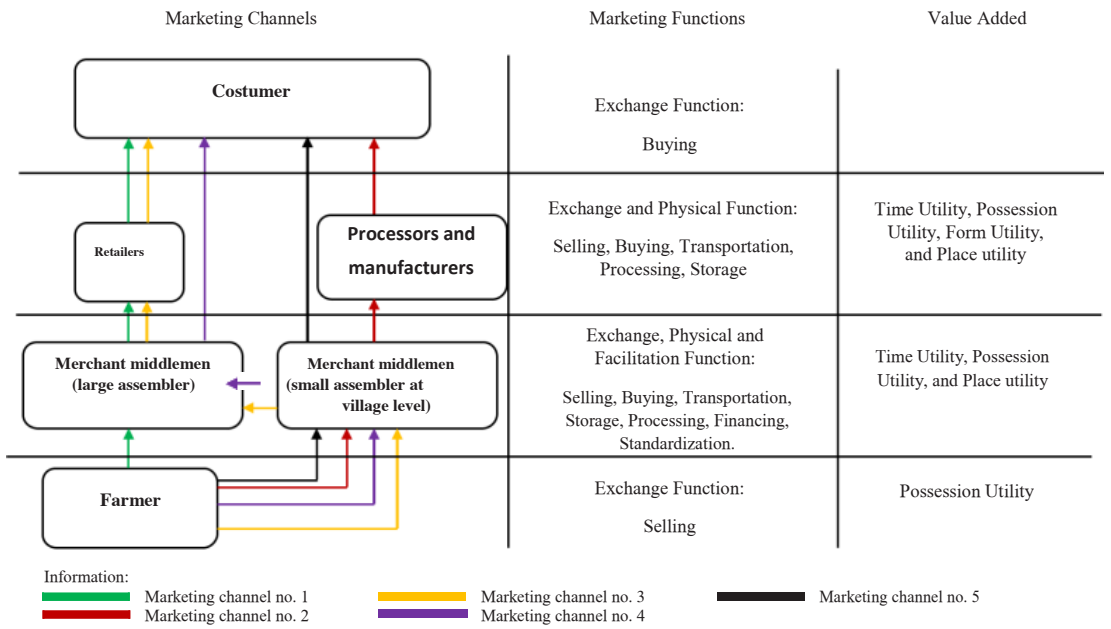 Marketing Channels
Marketing Functions
Value Added
Costumer
Exchange Function:
Buying
Retailers
Processors and
manufacturers
Exchange and Physical Function:
Selling, Buying, Transportation,
Processing, Storage
Time Utility, Possession
Utility, Form Utility,
and Place utility
Merchant middlemen
(large assembler)
Merchant middlemen
(small assembler at
village level)
Exchange, Physical and
Facilitation Function:
Selling, Buying, Transportation,
Storage, Processing, Financing,
Standardization.
Time Utility, Possession
Utility, and Place utility
Farmer
Exchange Function:
Selling
Possession Utility
Information:
Marketing channel no. 1
Marketing channel no. 3
Marketing channel no. 5
Marketing channel no. 2
Marketing channel no. 4